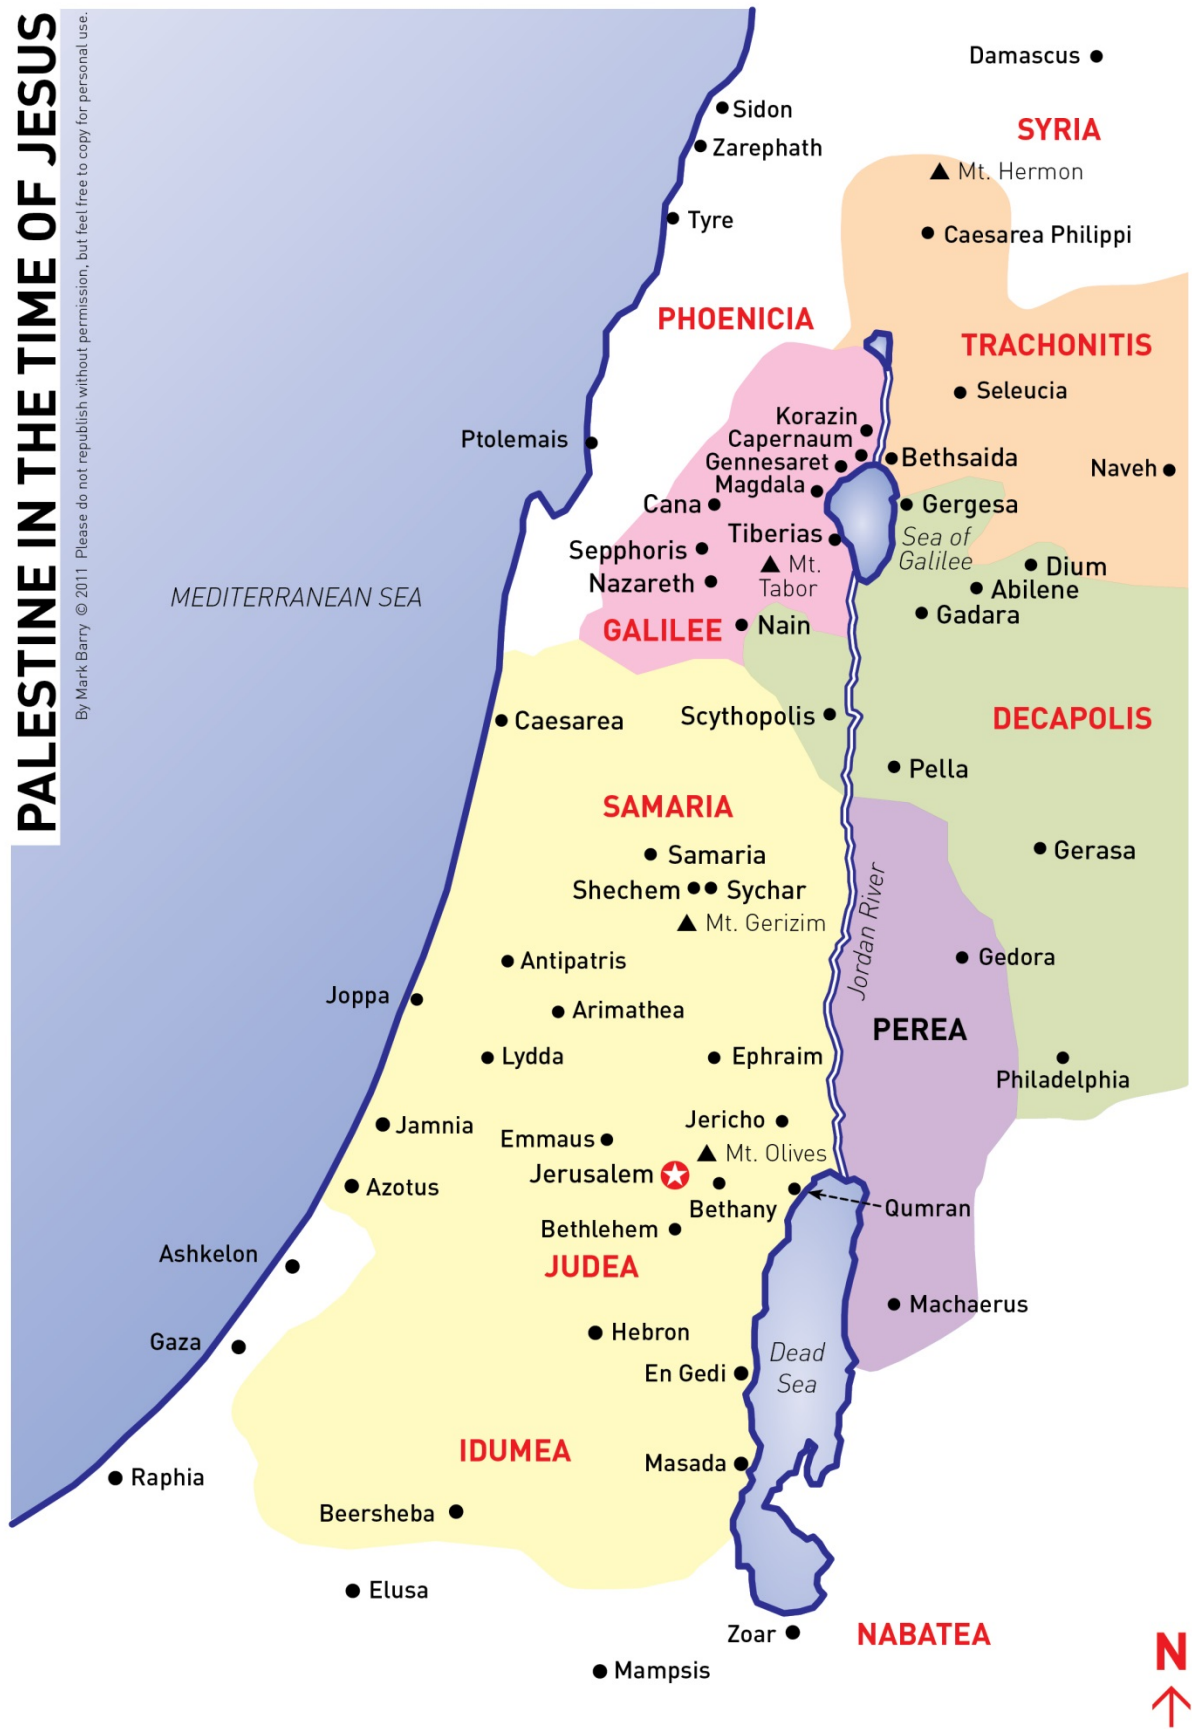 PALESTINE IN THE TIME OF JESUS
By Mark Barry © 2011 Please do not republish without permission, but feel free to copy for personal use.
Damascus
Sidon
SYRIA
Zarephath
Mt. Hermon
Tyre
Caesarea Philippi
PHOENICIA
TRACHONITIS
Seleucia
Korazin
Ptolemais
Capernaum
Bethsaida
Gennesaret
Naveh
Magdala
Cana
Gergesa
Tiberias
Sea of
Galilee
Sepphoris
Mt.
Tabor
Dium
Nazareth
Abilene
MEDITERRANEAN SEA
Gadara
GALILEE
Nain
Caesarea
Scythopolis
DECAPOLIS
Pella
SAMARIA
Samaria
Gerasa
Shechem
Sychar
Mt. Gerizim
Jordan River
Antipatris
Gedora
Joppa
Arimathea
PEREA
Lydda
Ephraim
Philadelphia
Jericho
Jamnia
Emmaus
Mt. Olives
Jerusalem
Azotus
Bethany
Qumran
Bethlehem
Ashkelon
JUDEA
Machaerus
Hebron
Gaza
Dead
Sea
En Gedi
IDUMEA
Masada
Raphia
Beersheba
Elusa
Zoar
NABATEA
Mampsis
N